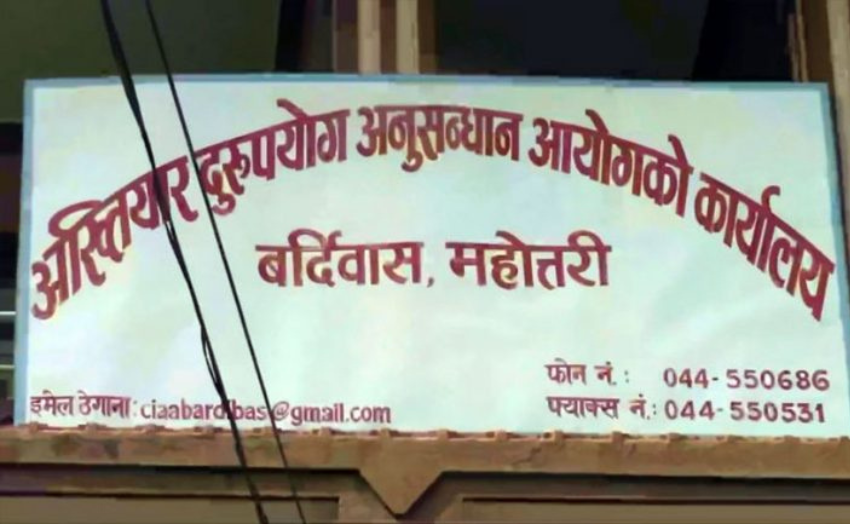 अख्तियार दुरुपयोग अनुसन्धान आयोगको कार्यालय
बर्दिवास, महोत्तरी
फोन नं.: 044-550686
इमेल ठेगाना: ciaabardibas@gmail.com फ्याक्स नं.: 044-550531